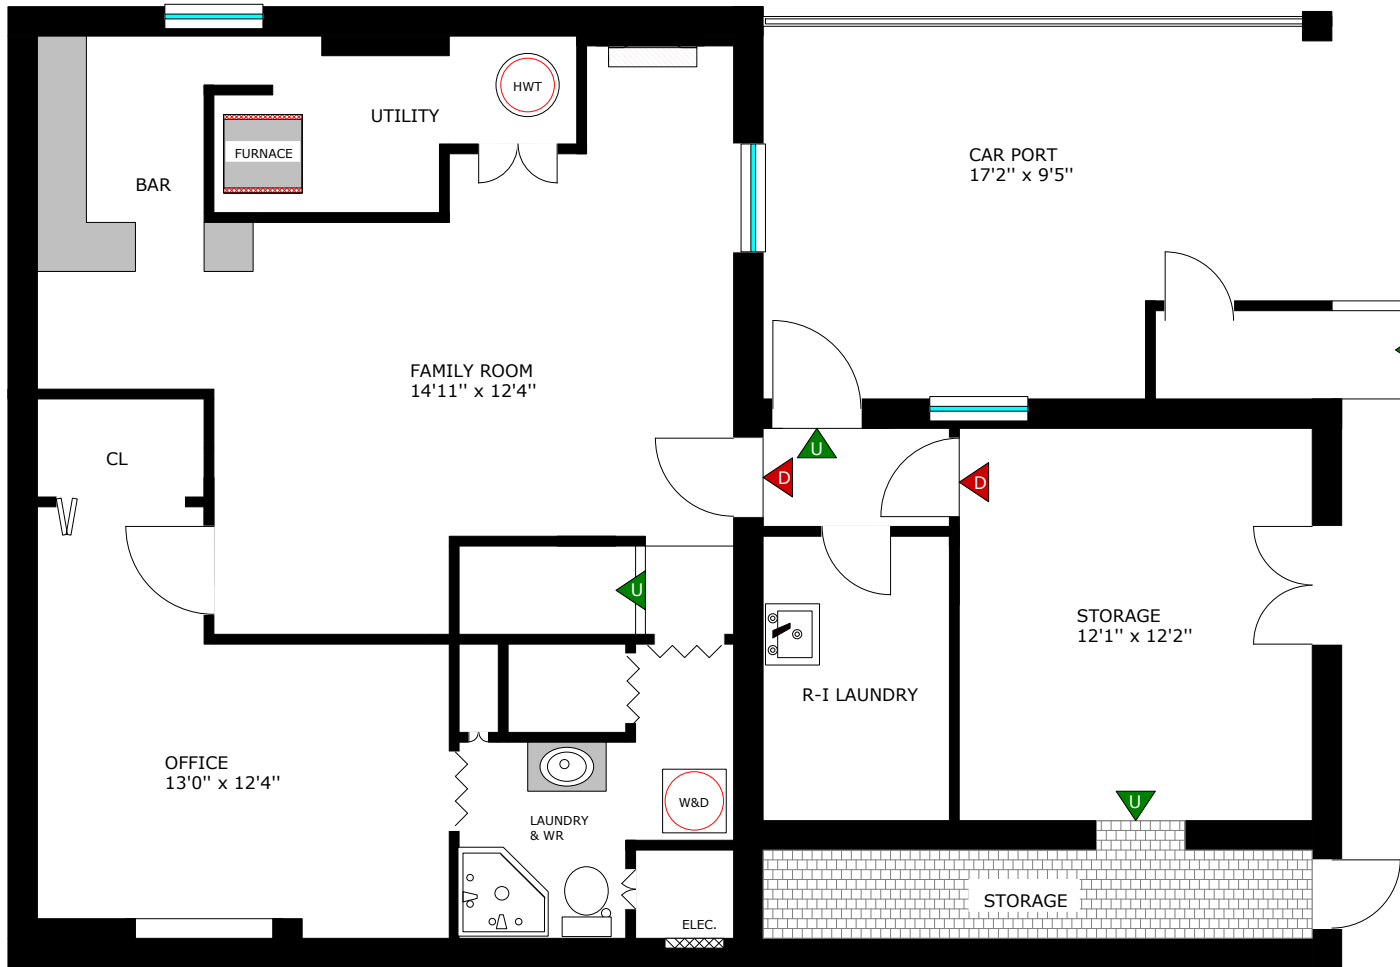 HWT
UTILITY
FURNACE
BAR
CAR PORT
17'2" x 9'5"
FAMILY ROOM
14'11" x 12'4"
CL
U
D
D
U
STORAGE
12'1" x 12'2"
R-I LAUNDRY
OFFICE
13'0" x 12'4"
W&D
U
LAUNDRY
& WR
STORAGE
ELEC.